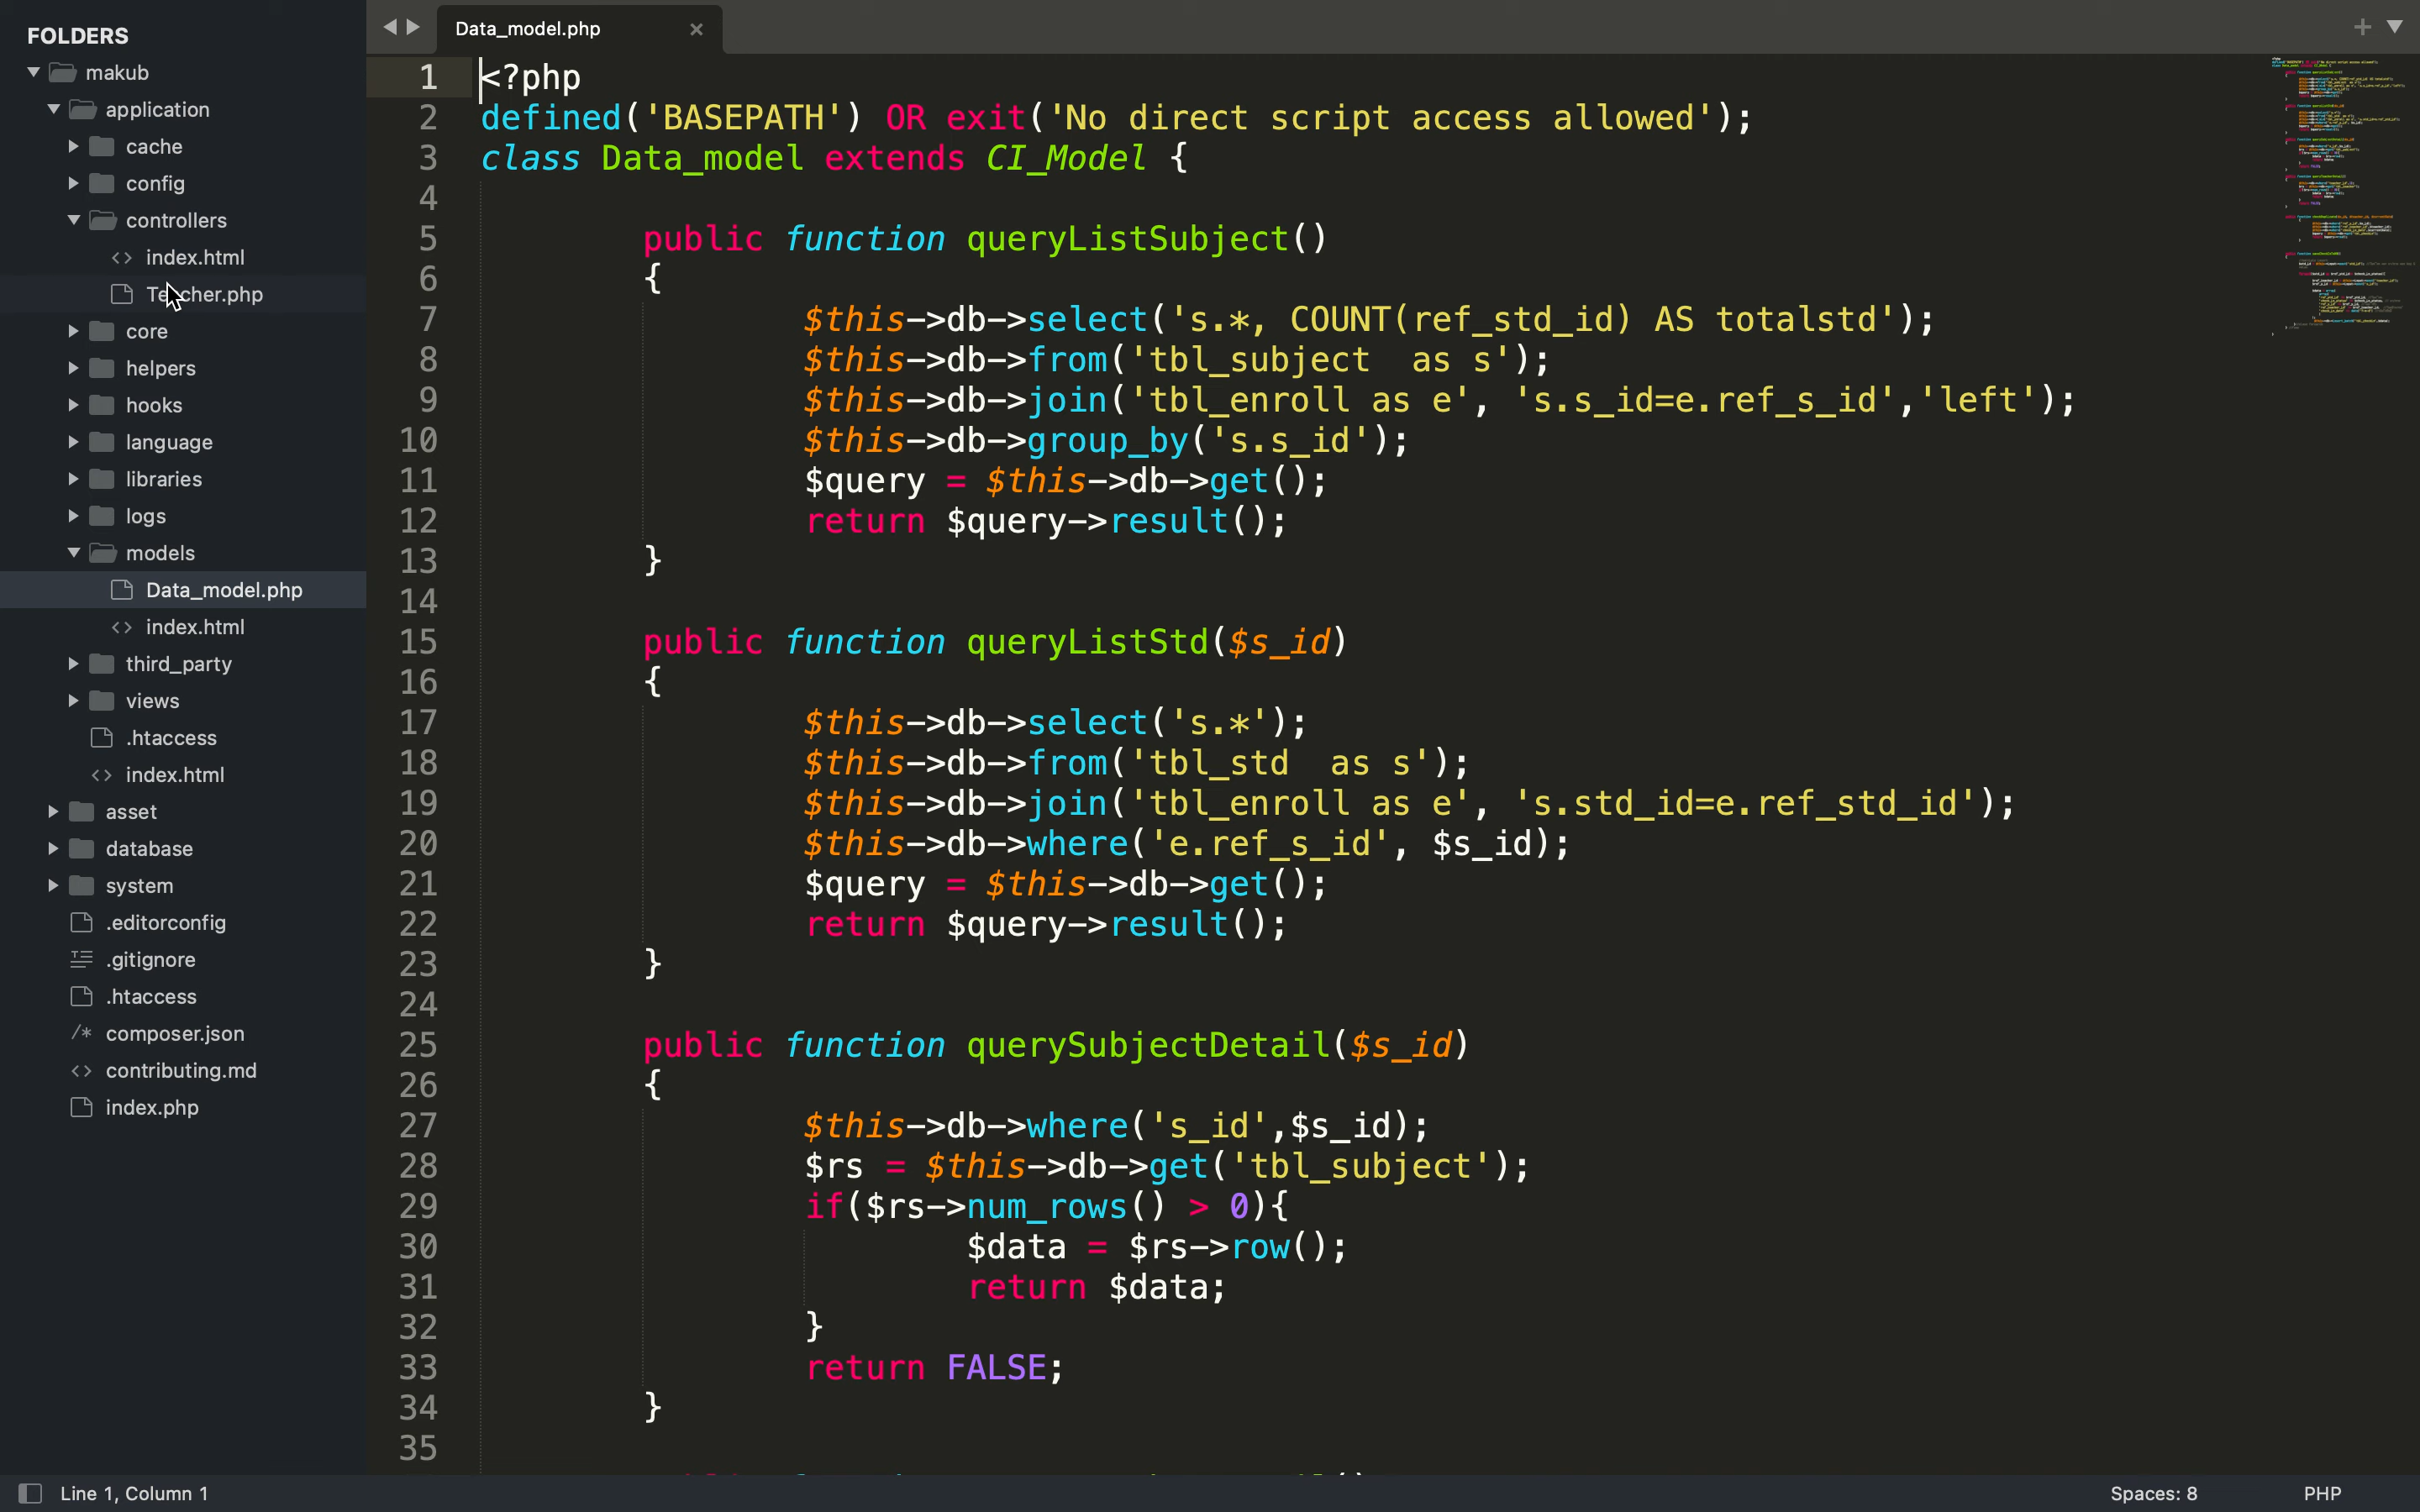 FOLDERS
makub
application
cache
config
controllers
index.html
Teacher.php
core
helpers
hooks
language
libraries
logs
models
Data_model.php
index.html
third_party
views
.htaccess
index.html
asset
database
system
.editorconfig
.gitignore
.htaccess
composer.json
contributing.md
index.php
Data_model.php
1 <?php
2 defined('BASEPATH') OR exit('No direct script access allowed');
3 class Data_model extends CI_Model {
4
5 public function queryListSubject()
6 {
7 $this->db->select('s.*, COUNT(ref_std_id) AS totalstd');
8 $this->db->from('tbl_subject  as s');
9 $this->db->join('tbl_enroll as e', 's.s_id=e.ref_s_id','left');
10 $this->db->group_by('s.s_id');
11 $query = $this->db->get();
12 return $query->result();
13 }
14
15 public function queryListStd($s_id)
16 {
17 $this->db->select('s.*');
18 $this->db->from('tbl_std  as s');
19 $this->db->join('tbl_enroll as e', 's.std_id=e.ref_std_id');
20 $this->db->where('e.ref_s_id', $s_id);
21 $query = $this->db->get();
22 return $query->result();
23 }
24
25 public function querySubjectDetail($s_id)
26 {
27 $this->db->where('s_id',$s_id);
28 $rs = $this->db->get('tbl_subject');
29 if($rs->num_rows() > 0){
30 $data = $rs->row();
31 return $data;
32 }
33 return FALSE;
34 }
35
Line 1, Column 1
Spaces: 8
PHP